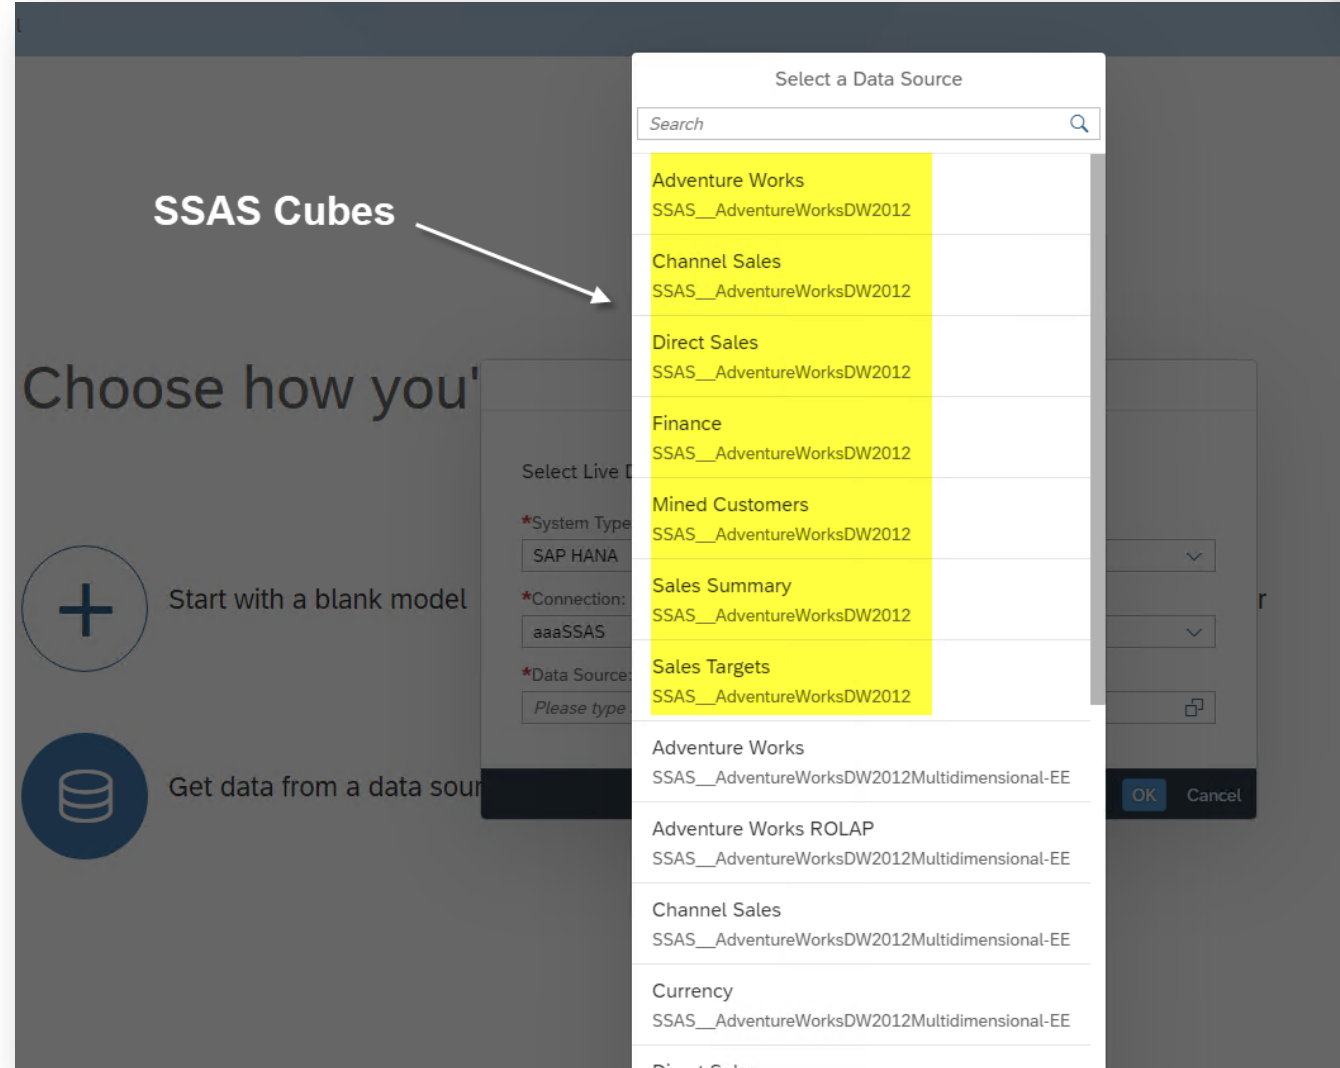 Select a Data Source
Search
SSAS Cubes
Adventure Works
SSAS__AdventureWorksDW2012
Channel Sales
SSAS__AdventureWorksDW2012
Direct Sales
SSAS__AdventureWorksDW2012
Finance
SSAS__AdventureWorksDW2012
Mined Customers
SSAS__AdventureWorksDW2012
Sales Summary
SSAS__AdventureWorksDW2012
Sales Targets
SSAS__AdventureWorksDW2012
Adventure Works
SSAS__AdventureWorksDW2012Multidimensional-EE
Adventure Works ROLAP
SSAS__AdventureWorksDW2012Multidimensional-EE
Channel Sales
SSAS__AdventureWorksDW2012Multidimensional-EE
Currency
SSAS__AdventureWorksDW2012Multidimensional-EE
Choose how you'
Select Live
*System Type
SAP HANA
*Connection:
aaaSSAS
*Data Source:
Please type
OK Cancel
Start with a blank model
Get data from a data sour